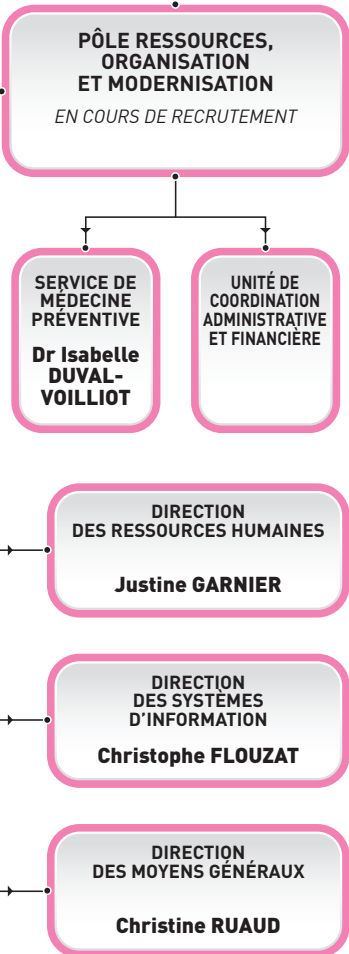 PÔLE RESSOURCES,
ORGANISATION
ET MODERNISATION
EN COURS DE RECRUTEMENT
SERVICE DE
MÉDECINE
PRÉVENTIVE
Dr Isabelle
DUVAL-
VOILLIOT
UNITÉ DE
COORDINATION
ADMINISTRATIVE
ET FINANCIÈRE
DIRECTION
DES RESSOURCES HUMAINES
Justine GARNIER
DIRECTION
DES SYSTÈMES
D'INFORMATION
Christophe FLOUZAT
DIRECTION
DES MOYENS GÉNÉRAUX
Christine RUAUD